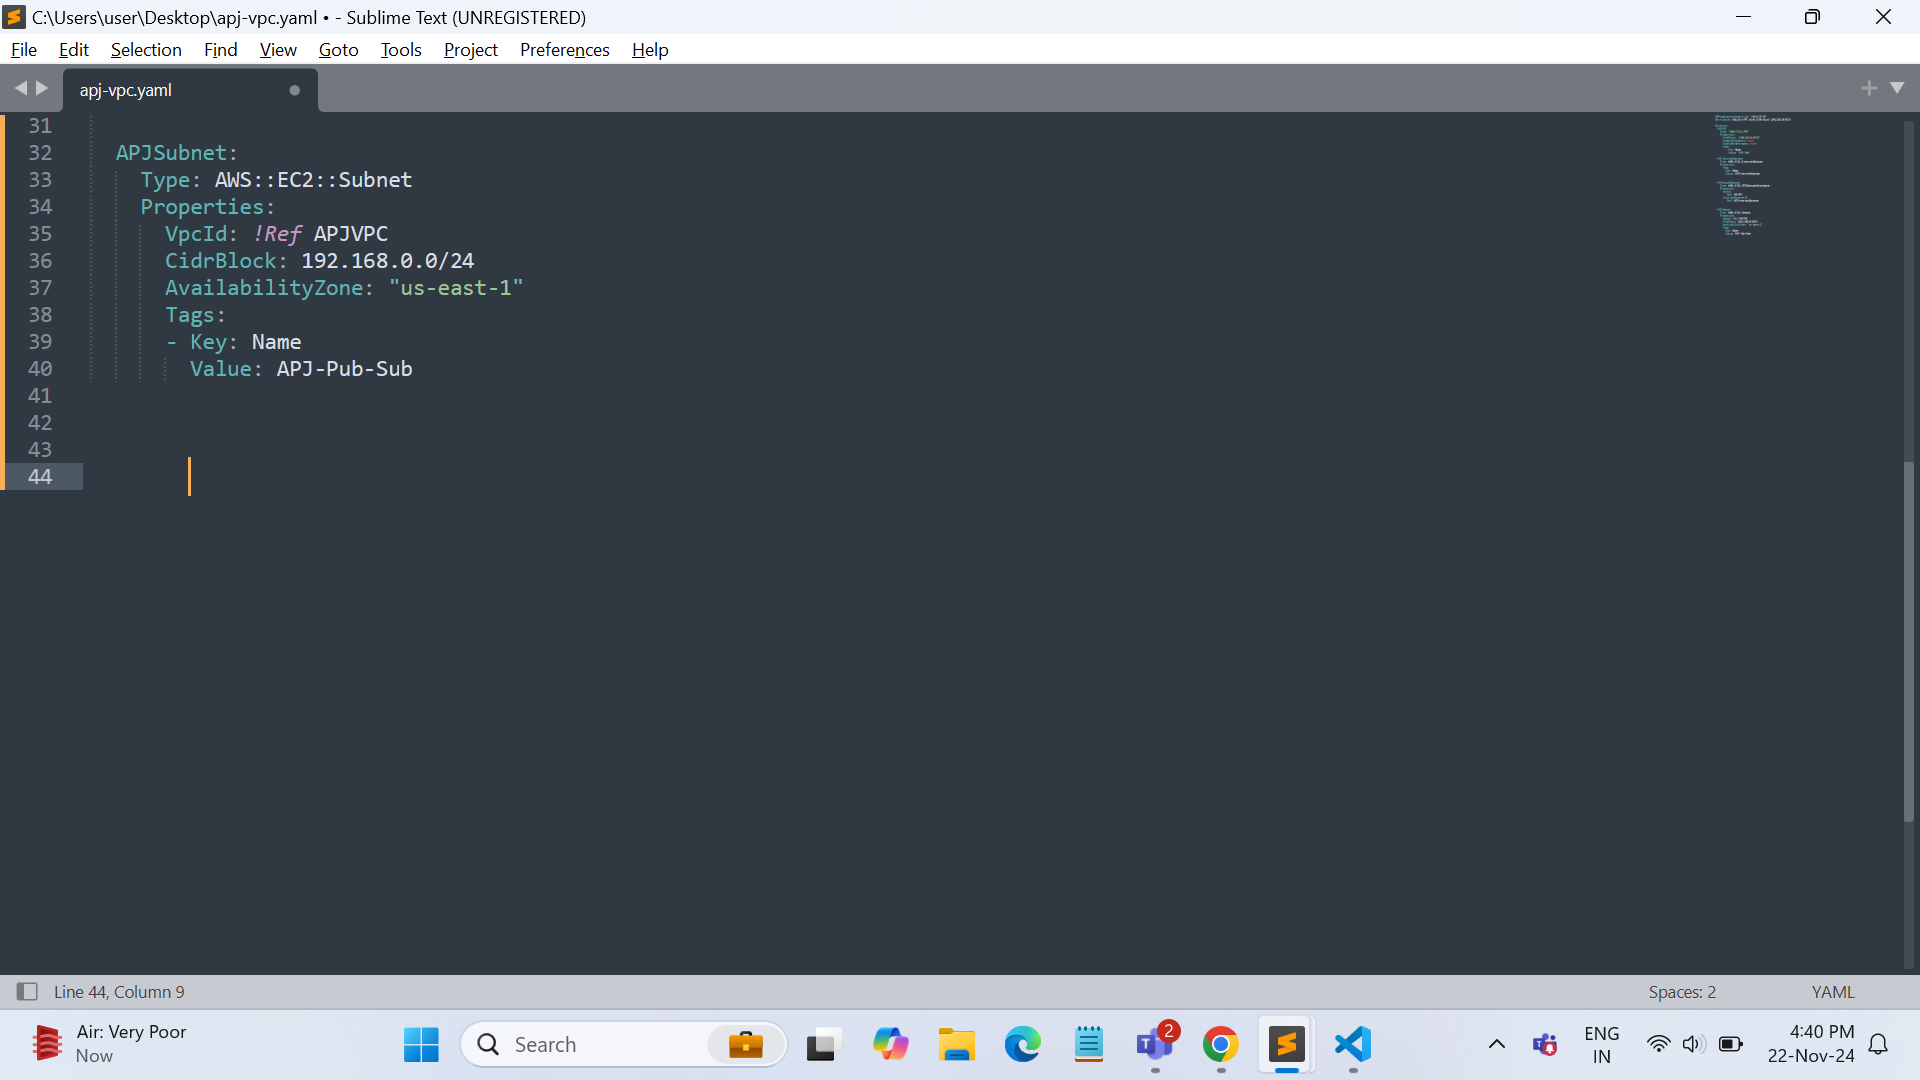 C:\Users\user\Desktop\apj-vpc.yaml • - Sublime Text (UNREGISTERED)
File Edit Selection Find View Goto Tools Project Preferences Help
apj-vpc.yaml
31
32 APJSubnet:
33 Type: AWS::EC2::Subnet
34 Properties:
35 VpcId: !Ref APJVPC
36 CidrBlock: 192.168.0.0/24
37 AvailabilityZone: "us-east-1"
38 Tags:
39 - Key: Name
40 Value: APJ-Pub-Sub
41
42
43
44
Line 44, Column 9 Spaces: 2 YAML
Air: Very Poor
Now
Search
2
ENG
IN
4:40 PM
22-Nov-24